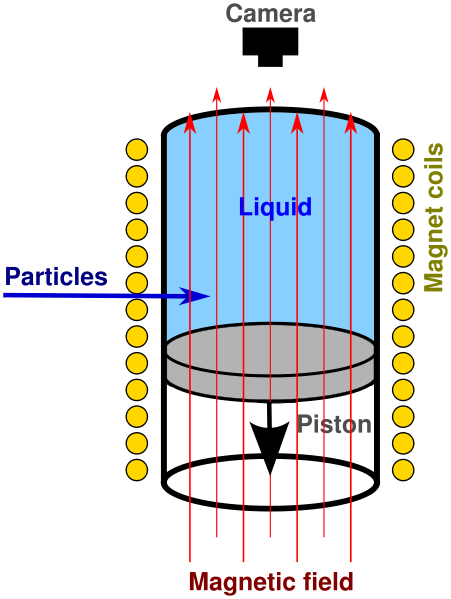 Camera
Liquid
Magnet coils
Particles
Piston
Magnetic field